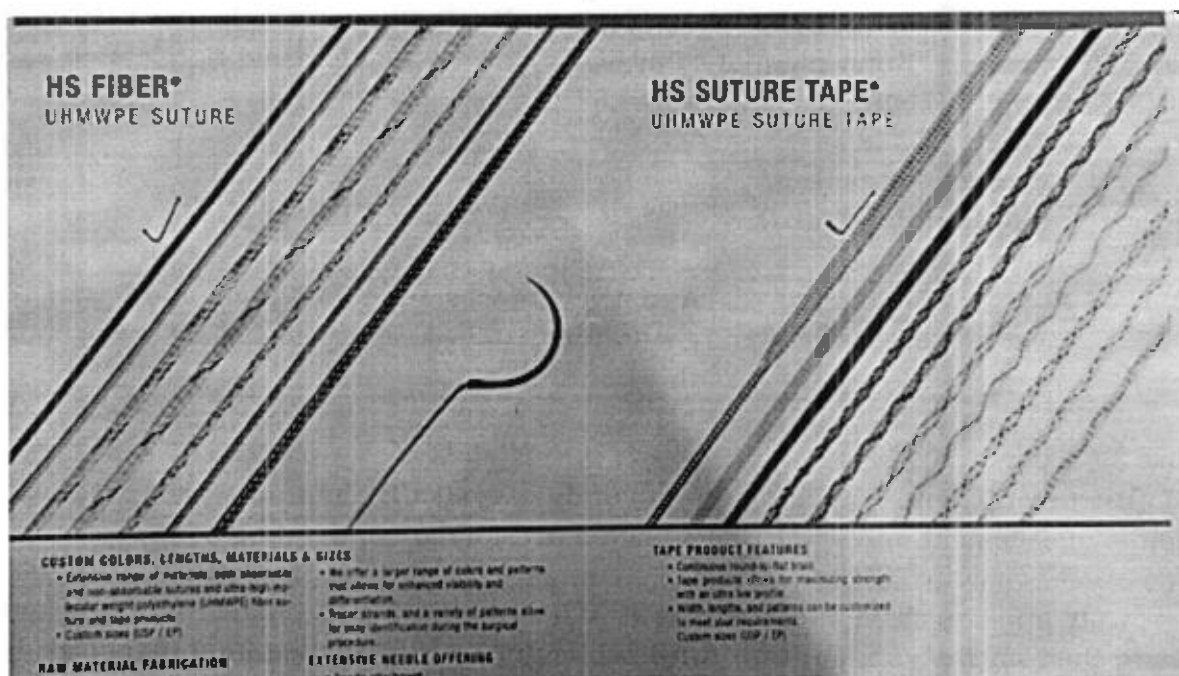 HS FIBER®
UHMWPE SUTURE
HS SUTURE TAPE®
UHMWPE SUTURE TAPE
CUSTOM COLORS, LENGTHS, MATERIALS & SIZES
• Extensive range of materials, both absorbable
and non-absorbable sutures and ultra-high-mo-
lecular weight polyethylene (UHMWPE) fiber su-
ture and tape products
• Custom sizes (USP / EP)
RAW MATERIAL FABRICATION
• We offer a larger range of colors and patterns
that allows for enhanced visibility and
differentiation.
• Tracer strands, and a variety of patterns allow
for easy identification during the surgical
procedure.
EXTENSIVE NEEDLE OFFERING
TAPE PRODUCT FEATURES
• Continuous round-to-flat braid
• Tape products allows for maximizing strength
with an ultra low profile.
• Width, lengths, and patterns can be customized
to meet your requirements.
Custom sizes (USP / EP)